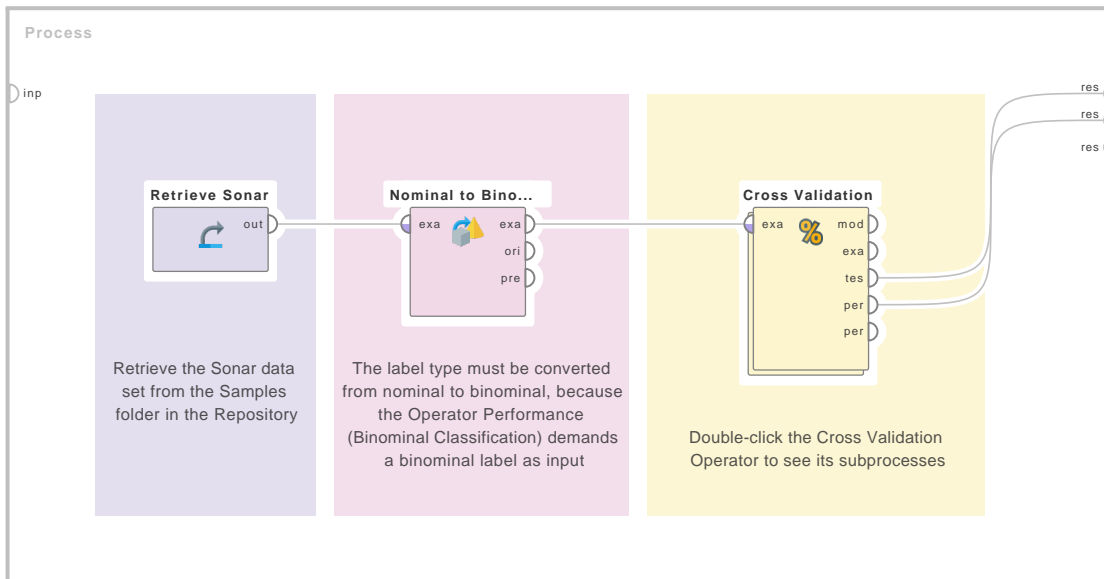 Process
inp
res
res
res
Retrieve Sonar
out
Nominal to Bino...
exa
exa
ori
pre
Cross Validation
exa
mod
exa
tes
per
per
Retrieve the Sonar data
set from the Samples
folder in the Repository
The label type must be converted
from nominal to binominal, because
the Operator Performance
(Binominal Classification) demands
a binominal label as input
Double-click the Cross Validation
Operator to see its subprocesses